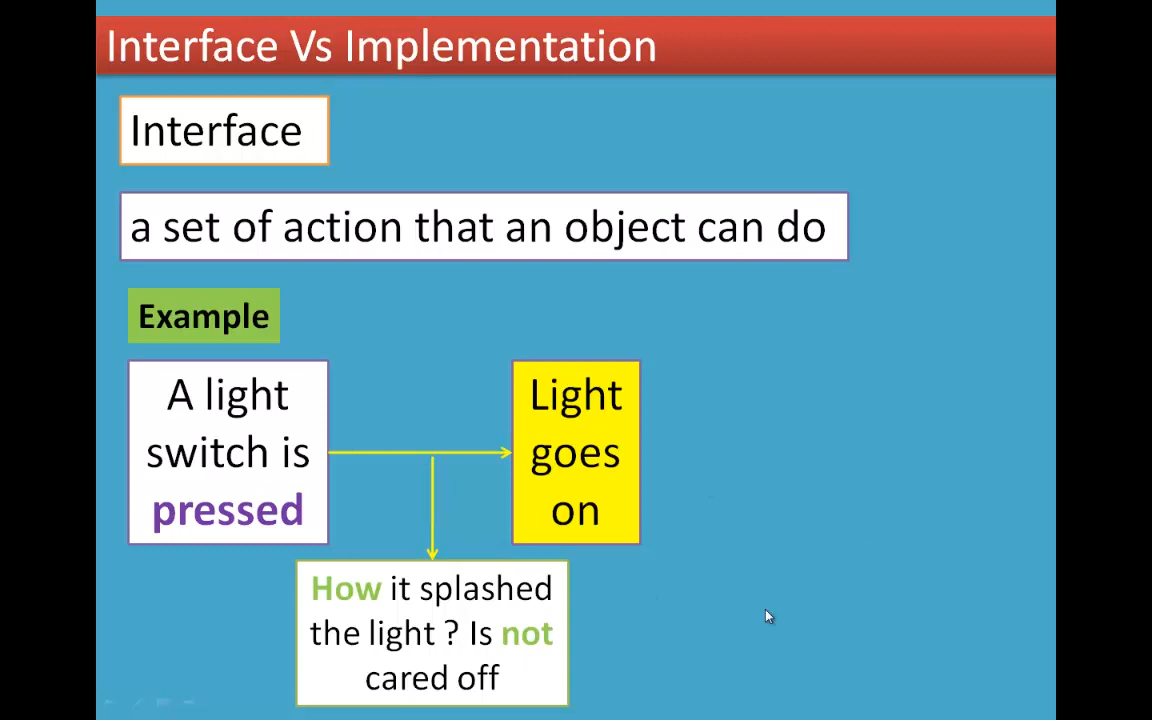 Interface Vs Implementation
Interface
a set of action that an object can do
Example
A light
switch is
pressed
Light
goes
on
How it splashed
the light ? Is not
cared off